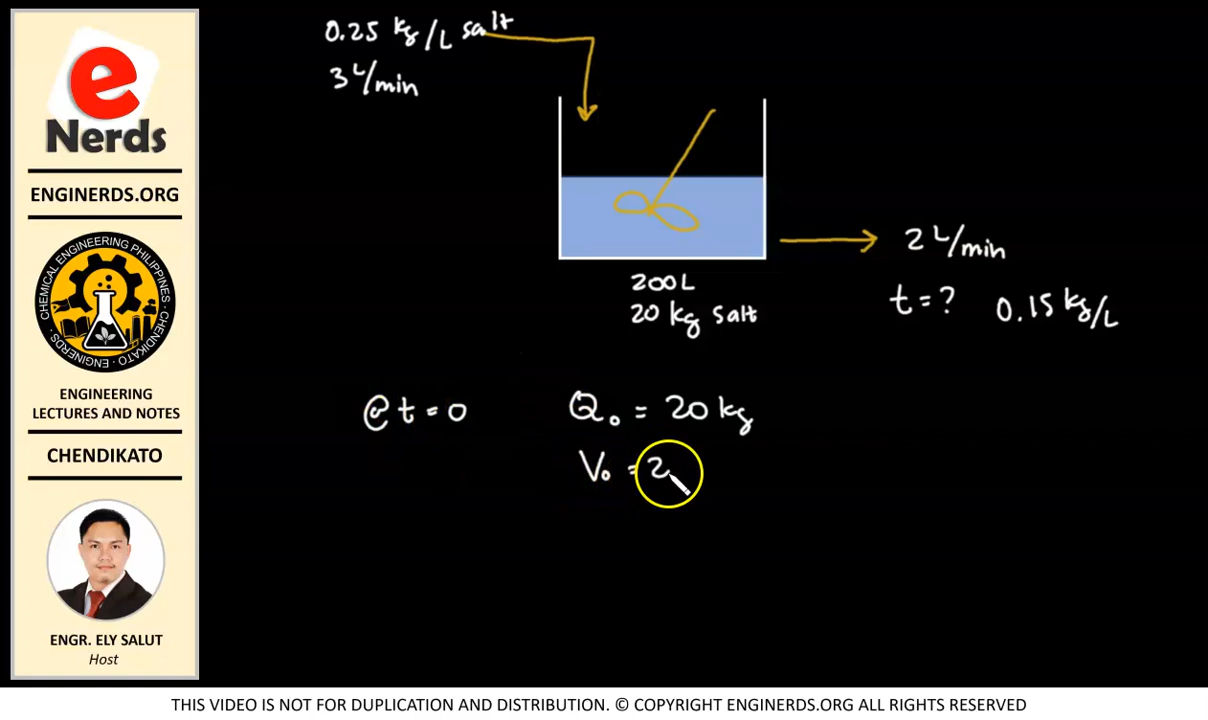 e
Nerds
ENGINERDS.ORG
CHEMICAL ENGINEERING PHILIPPINES
CHENDIKATO, ENGINERDS
ENGINEERING
LECTURES AND NOTES
CHENDIKATO
ENGR. ELY SALUT
Host
0.25 kg/L salt
3 L/min
200L
20 kg salt
2 L/min
t = ? 0.15 kg/L
@ t = 0 Q₀ = 20 kg
V₀ = 2
THIS VIDEO IS NOT FOR DUPLICATION AND DISTRIBUTION. © COPYRIGHT ENGINERDS.ORG ALL RIGHTS RESERVED